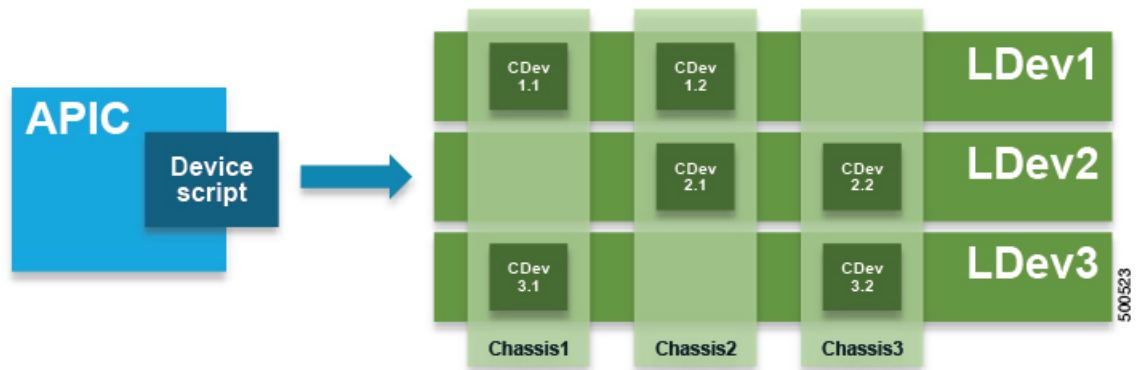 APIC
Device
script
CDev
1.1
CDev
1.2
LDev1
CDev
2.1
CDev
2.2
LDev2
CDev
3.1
CDev
3.2
LDev3
Chassis1
Chassis2
Chassis3
500523